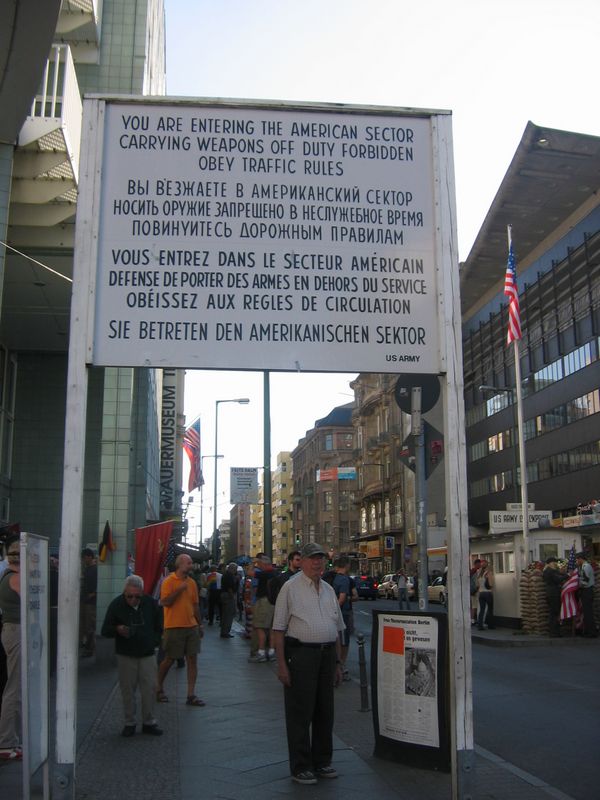 YOU ARE ENTERING THE AMERICAN SECTOR
CARRYING WEAPONS OFF DUTY FORBIDDEN
OBEY TRAFFIC RULES
ВЫ В'ЕЗЖАЕТЕ В АМЕРИКАНСКИЙ СЕКТОР
НОСИТЬ ОРУЖИЕ ЗАПРЕЩЕНО В НЕСЛУЖЕБНОЕ ВРЕМЯ
ПОВИНУЙТЕСЬ ДОРОЖНЫМ ПРАВИЛАМ
VOUS ENTREZ DANS LE SECTEUR AMÉRICAIN
DEFENSE DE PORTER DES ARMES EN DEHORS DU SERVICE
OBÉISSEZ AUX REGLES DE CIRCULATION
SIE BETRETEN DEN AMERIKANISCHEN SEKTOR
US ARMY
MAUERMUSEUM
US ARMY CHECKPOINT